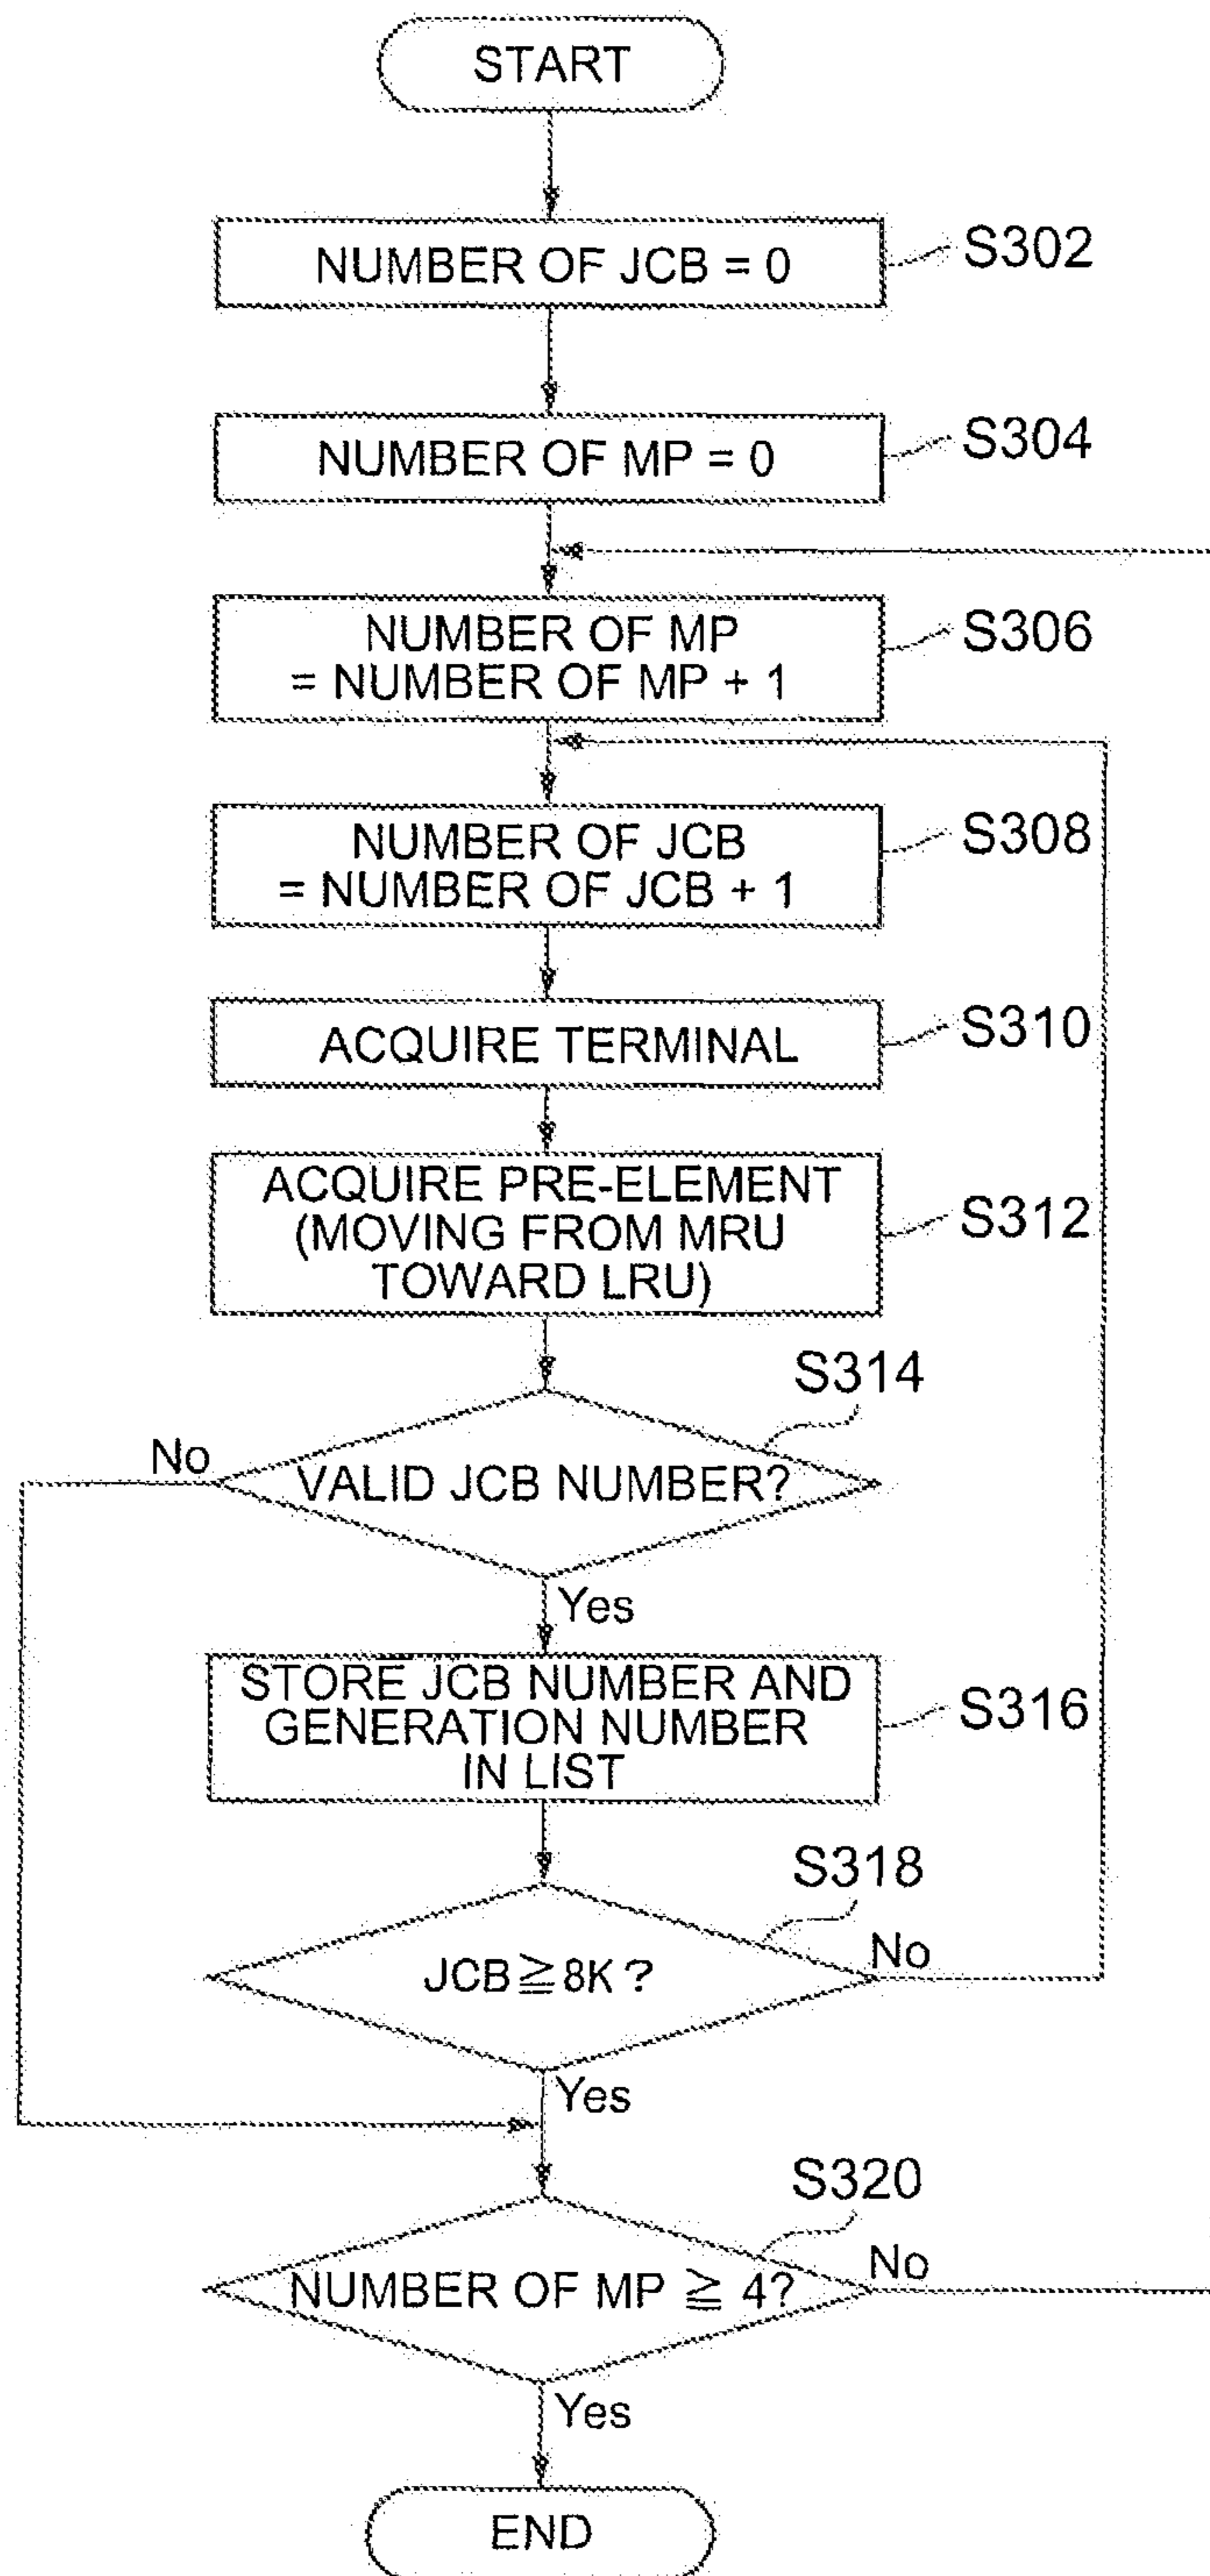 START
NUMBER OF JCB = 0
S302
NUMBER OF MP = 0
S304
NUMBER OF MP
= NUMBER OF MP + 1
S306
NUMBER OF JCB
= NUMBER OF JCB + 1
S308
ACQUIRE TERMINAL
S310
ACQUIRE PRE-ELEMENT
(MOVING FROM MRU
TOWARD LRU)
S312
S314
No
VALID JCB NUMBER?
Yes
STORE JCB NUMBER AND
GENERATION NUMBER
IN LIST
S316
S318
JCB≧8K?
No
Yes
S320
NUMBER OF MP ≧ 4?
No
Yes
END